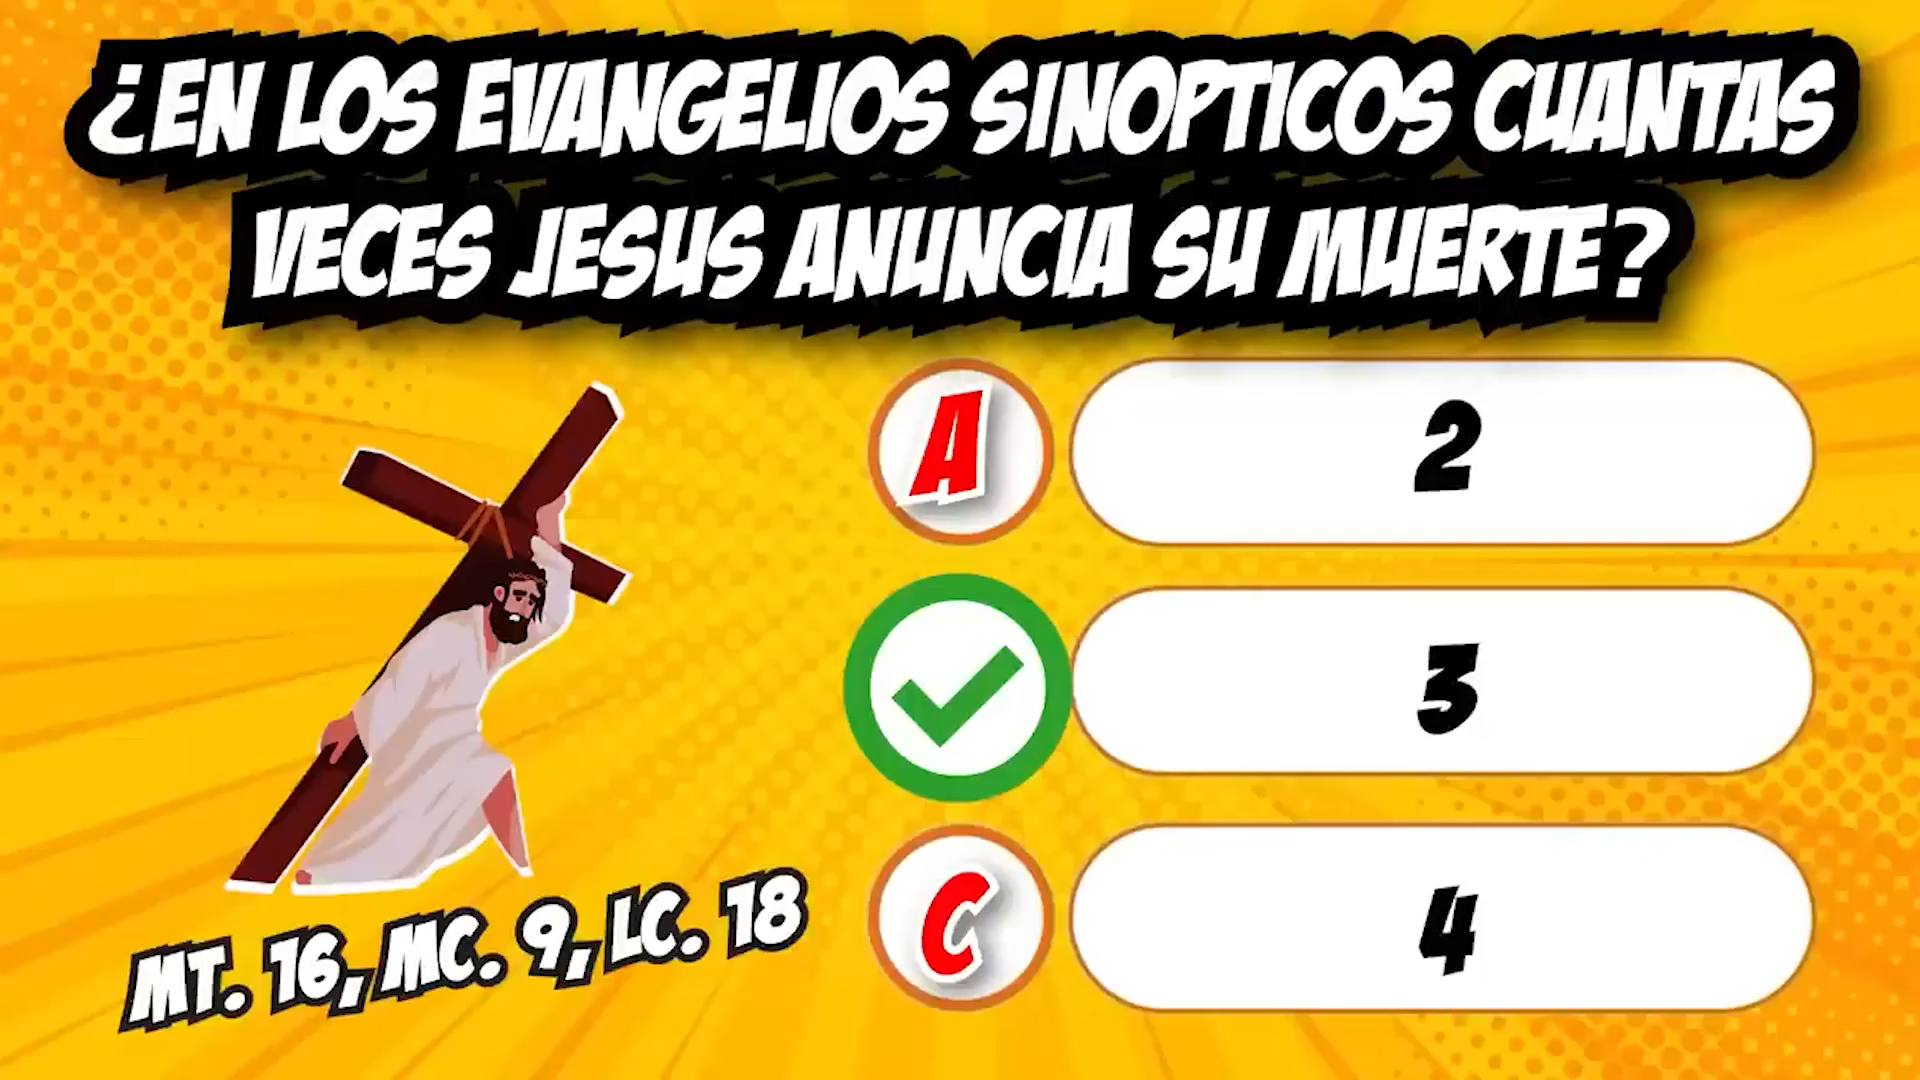 ¿EN LOS EVANGELIOS SINOPTICOS CUANTAS
VECES JESUS ANUNCIA SU MUERTE?
A 2
3
C 4
MT. 16, MC. 9, LC. 18